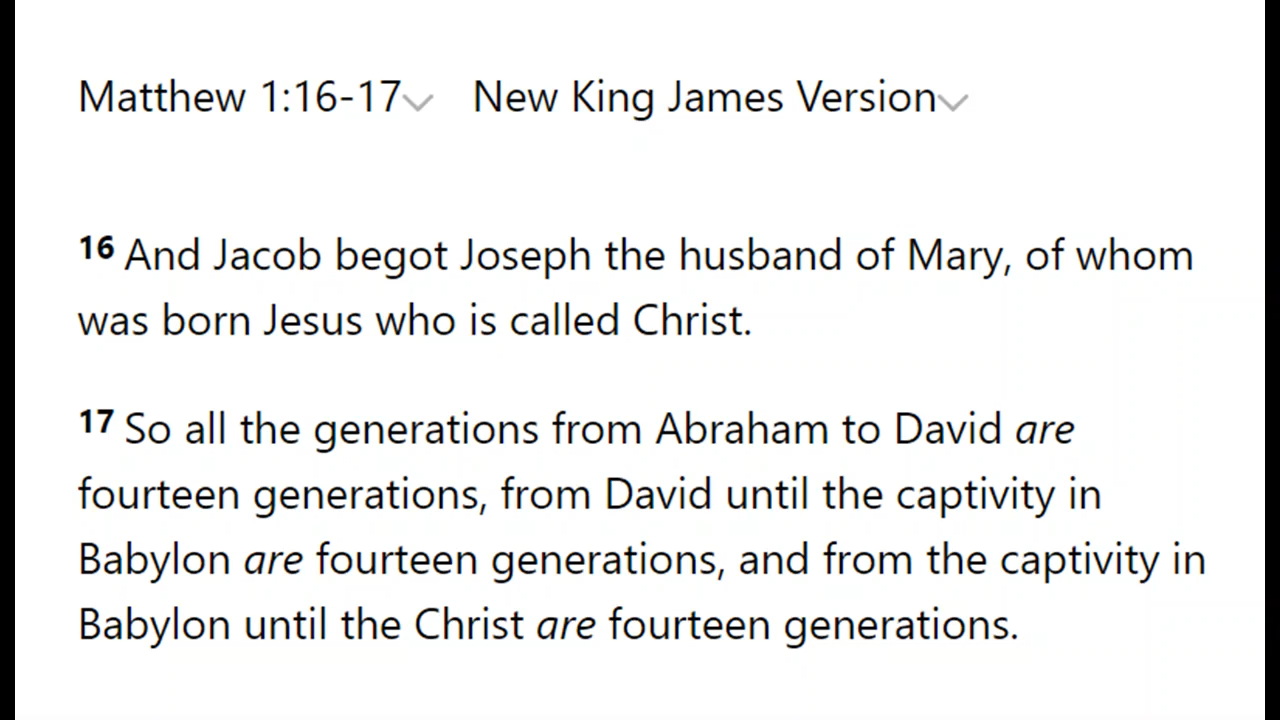 Matthew 1:16-17 New King James Version
16 And Jacob begot Joseph the husband of Mary, of whom
was born Jesus who is called Christ.
17 So all the generations from Abraham to David are
fourteen generations, from David until the captivity in
Babylon are fourteen generations, and from the captivity in
Babylon until the Christ are fourteen generations.